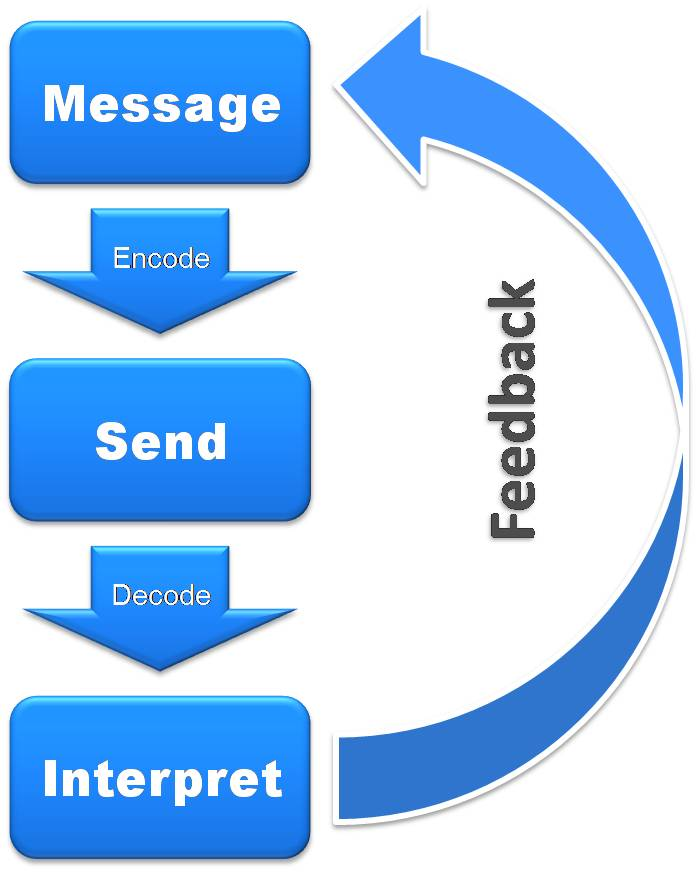 Message
Encode
Send
Decode
Interpret
Feedback